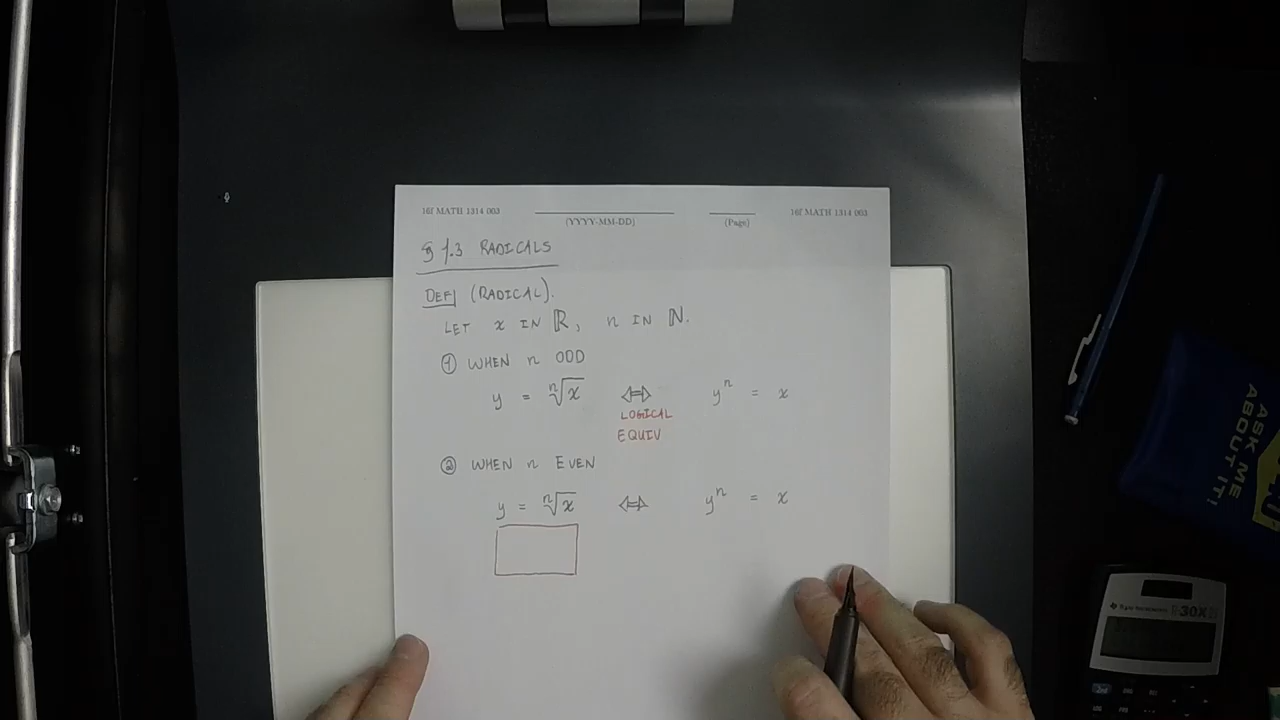 16f MATH 1314 003 (YYYY-MM-DD) (Page) 16f MATH 1314 003
§ 1.3 RADICALS
DEF (RADICAL).
LET x IN ℝ, n IN ℕ.
① WHEN n ODD
y = ⁿ√x ⇔ yⁿ = x
LOGICAL
EQUIV
② WHEN n EVEN
y = ⁿ√x ⇔ yⁿ = x
ASK ME
ABOUT IT!
2nd